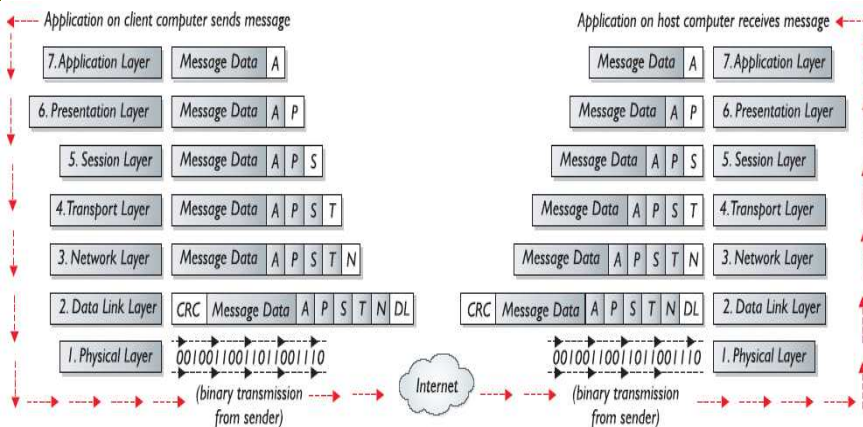 Application on client computer sends message
7. Application Layer Message Data A
6. Presentation Layer Message Data A P
5. Session Layer Message Data A P S
4. Transport Layer Message Data A P S T
3. Network Layer Message Data A P S T N
2. Data Link Layer CRC Message Data A P S T N DL
1. Physical Layer 00100110011011001110
(binary transmission
from sender)
Internet
Application on host computer receives message
Message Data A 7. Application Layer
Message Data A P 6. Presentation Layer
Message Data A P S 5. Session Layer
Message Data A P S T 4. Transport Layer
Message Data A P S T N 3. Network Layer
CRC Message Data A P S T N DL 2. Data Link Layer
00100110011011001110 1. Physical Layer
(binary transmission
from sender)